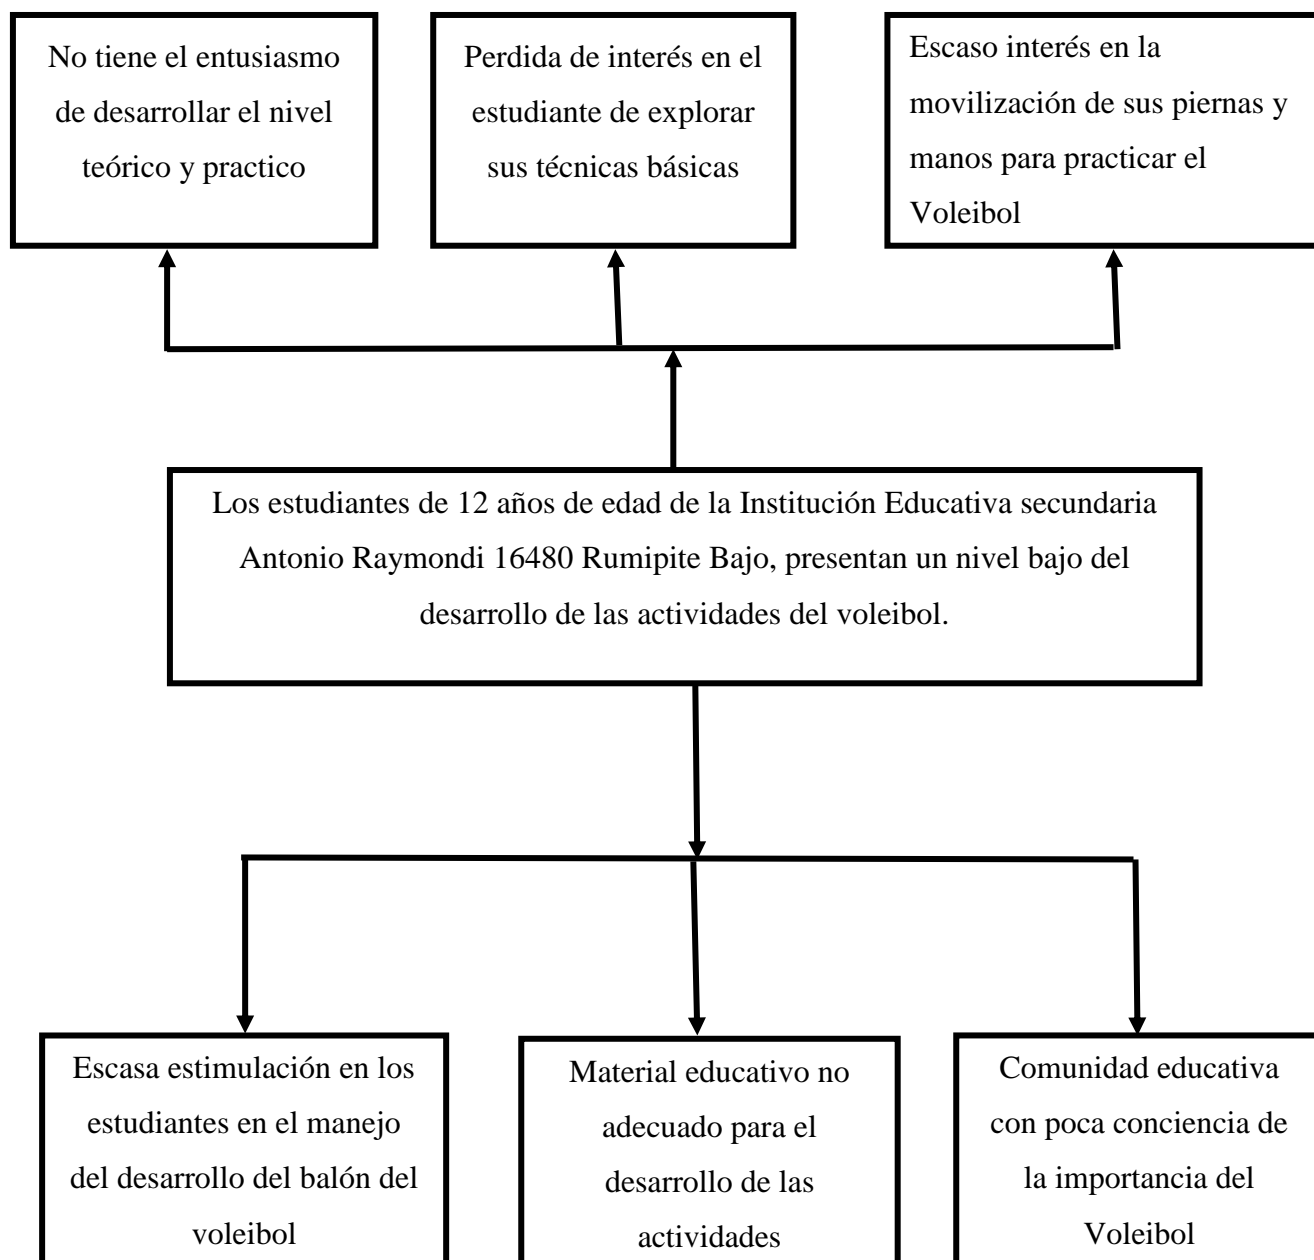 No tiene el entusiasmo
de desarrollar el nivel
teórico y practico
Perdida de interés en el
estudiante de explorar
sus técnicas básicas
Escaso interés en la
movilización de sus piernas y
manos para practicar el
Voleibol
Los estudiantes de 12 años de edad de la Institución Educativa secundaria
Antonio Raymondi 16480 Rumipite Bajo, presentan un nivel bajo del
desarrollo de las actividades del voleibol.
Escasa estimulación en los
estudiantes en el manejo
del desarrollo del balón del
voleibol
Material educativo no
adecuado para el
desarrollo de las
actividades
Comunidad educativa
con poca conciencia de
la importancia del
Voleibol